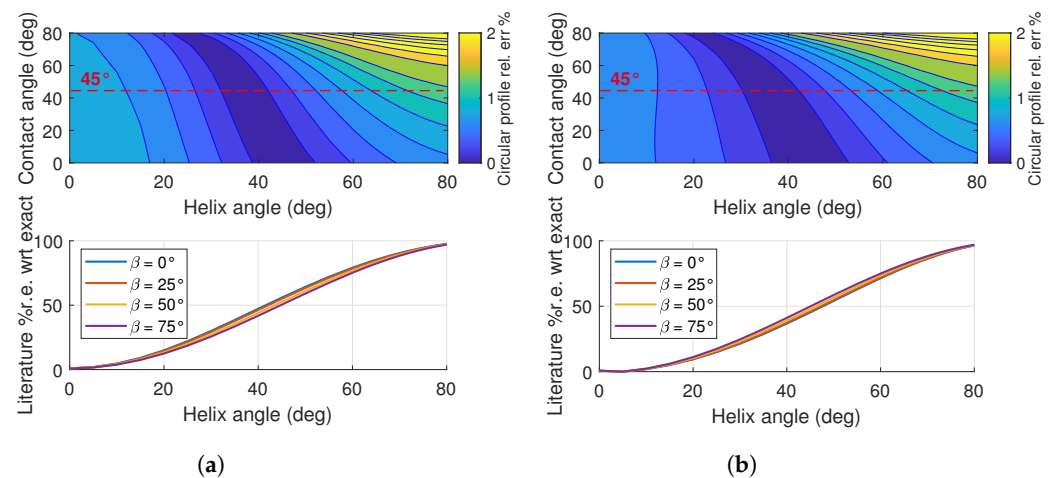 Contact angle (deg)
80
60
40
20
0
45°
0 20 40 60 80
Helix angle (deg)
2
1
0
Circular profile rel. err %
Literature %r.e. wrt exact
100
50
0
β = 0°
β = 25°
β = 50°
β = 75°
0 20 40 60 80
Helix angle (deg)
(a)
Contact angle (deg)
80
60
40
20
0
45°
0 20 40 60 80
Helix angle (deg)
2
1
0
Circular profile rel. err %
Literature %r.e. wrt exact
100
50
0
β = 0°
β = 25°
β = 50°
β = 75°
0 20 40 60 80
Helix angle (deg)
(b)